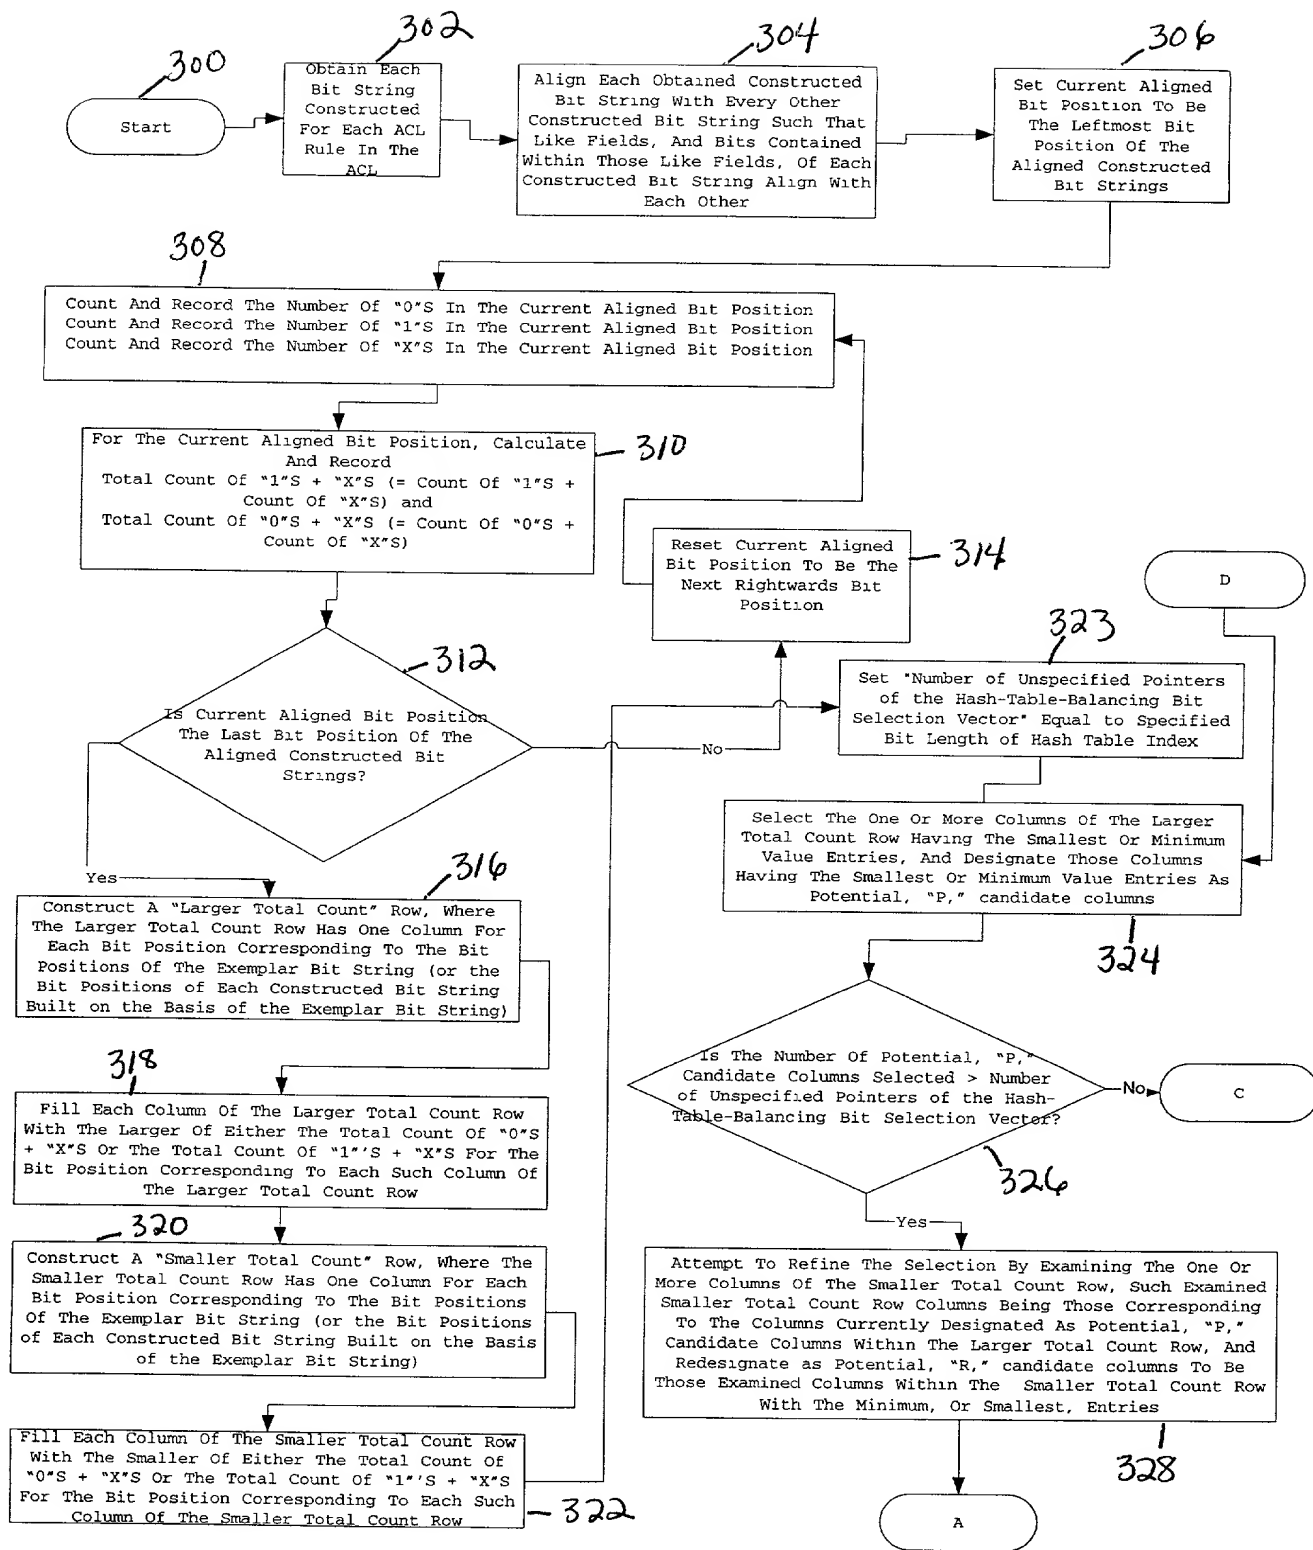 300
Start
302
Obtain Each
Bit String
Constructed
For Each ACL
Rule In The
ACL
304
Align Each Obtained Constructed
Bit String With Every Other
Constructed Bit String Such That
Like Fields, And Bits Contained
Within Those Like Fields, Of Each
Constructed Bit String Align With
Each Other
306
Set Current Aligned
Bit Position To Be
The Leftmost Bit
Position Of The
Aligned Constructed
Bit Strings
308
Count And Record The Number Of "0"S In The Current Aligned Bit Position
Count And Record The Number Of "1"S In The Current Aligned Bit Position
Count And Record The Number Of "X"S In The Current Aligned Bit Position
310
For The Current Aligned Bit Position, Calculate
And Record
Total Count Of "1"S + "X"S (= Count Of "1"S +
Count Of "X"S) and
Total Count Of "0"S + "X"S (= Count Of "0"S +
Count Of "X"S)
312
Is Current Aligned Bit Position
The Last Bit Position Of The
Aligned Constructed Bit
Strings?
No
Yes
314
Reset Current Aligned
Bit Position To Be The
Next Rightwards Bit
Position
316
Construct A "Larger Total Count" Row, Where
The Larger Total Count Row Has One Column For
Each Bit Position Corresponding To The Bit
Positions Of The Exemplar Bit String (or the
Bit Positions of Each Constructed Bit String
Built on the Basis of the Exemplar Bit String)
318
Fill Each Column Of The Larger Total Count Row
With The Larger Of Either The Total Count Of "0"S
+ "X"S Or The Total Count Of "1"'S + "X"S For The
Bit Position Corresponding To Each Such Column Of
The Larger Total Count Row
320
Construct A "Smaller Total Count" Row, Where The
Smaller Total Count Row Has One Column For Each
Bit Position Corresponding To The Bit Positions
Of The Exemplar Bit String (or the Bit Positions
of Each Constructed Bit String Built on the Basis
of the Exemplar Bit String)
Fill Each Column Of The Smaller Total Count Row
With The Smaller Of Either The Total Count Of
"0"S + "X"S Or The Total Count Of "1"'S + "X"S
For The Bit Position Corresponding To Each Such
Column Of The Smaller Total Count Row
322
D
323
Set "Number of Unspecified Pointers
of the Hash-Table-Balancing Bit
Selection Vector" Equal to Specified
Bit Length of Hash Table Index
Select The One Or More Columns Of The Larger
Total Count Row Having The Smallest Or Minimum
Value Entries, And Designate Those Columns
Having The Smallest Or Minimum Value Entries As
Potential, "P," candidate columns
324
Is The Number Of Potential, "P,"
Candidate Columns Selected > Number
of Unspecified Pointers of the Hash-
Table-Balancing Bit Selection Vector?
No
C
326
Yes
Attempt To Refine The Selection By Examining The One Or
More Columns Of The Smaller Total Count Row, Such Examined
Smaller Total Count Row Columns Being Those Corresponding
To The Columns Currently Designated As Potential, "P,"
Candidate Columns Within The Larger Total Count Row, And
Redesignate as Potential, "R," candidate columns To Be
Those Examined Columns Within The Smaller Total Count Row
With The Minimum, Or Smallest, Entries
328
A